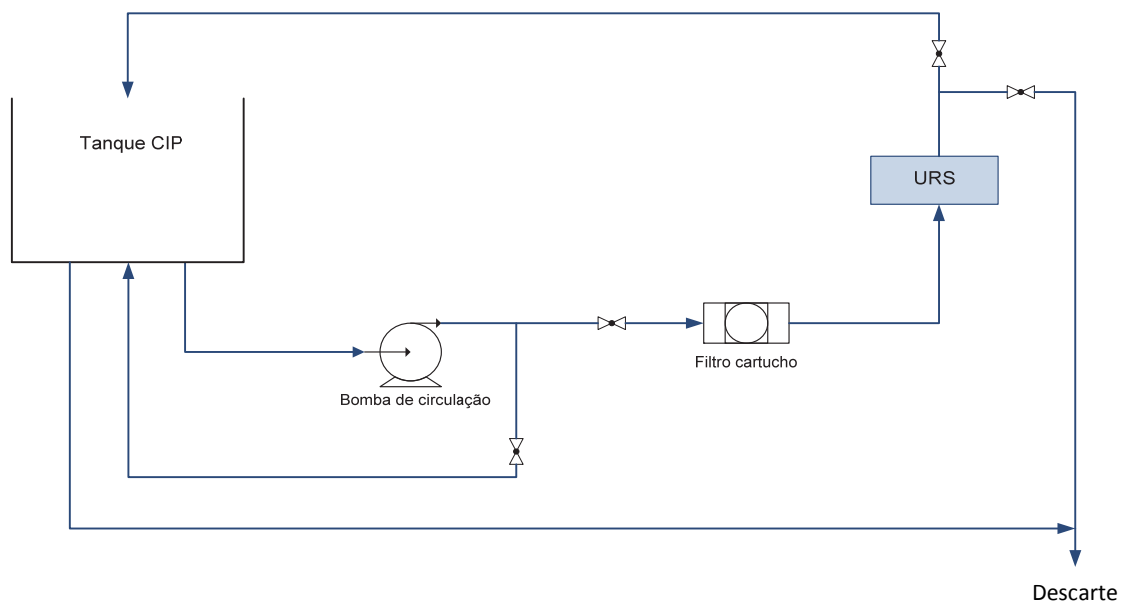 Tanque CIP
URS
Filtro cartucho
Bomba de circulação
Descarte